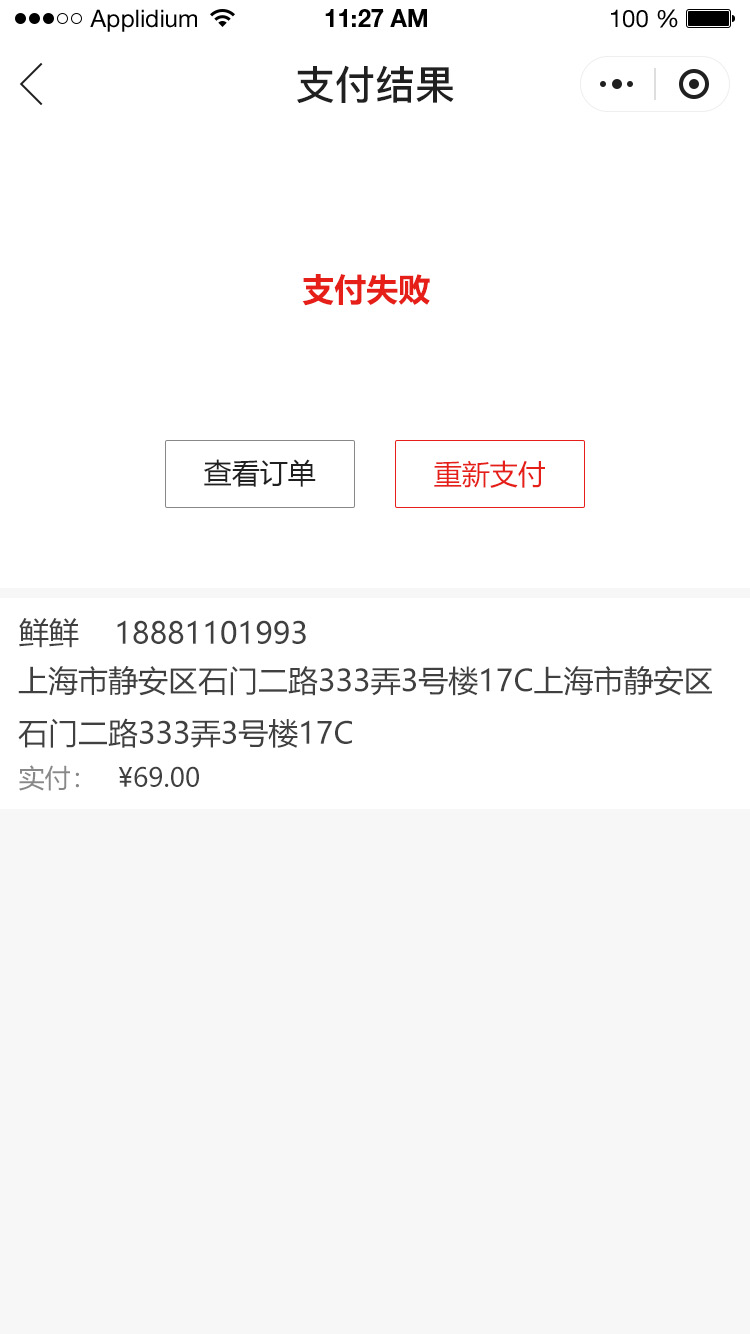 Applidium 11:27 AM 100 %
支付结果
支付失败
查看订单 重新支付
鲜鲜 18881101993
上海市静安区石门二路333弄3号楼17C上海市静安区
石门二路333弄3号楼17C
实付： ¥69.00